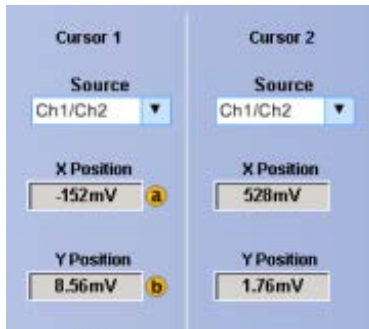 Cursor 1 Cursor 2
Source Source
Ch1/Ch2 Ch1/Ch2
X Position X Position
-152mV a 528mV
Y Position Y Position
8.56mV b 1.76mV